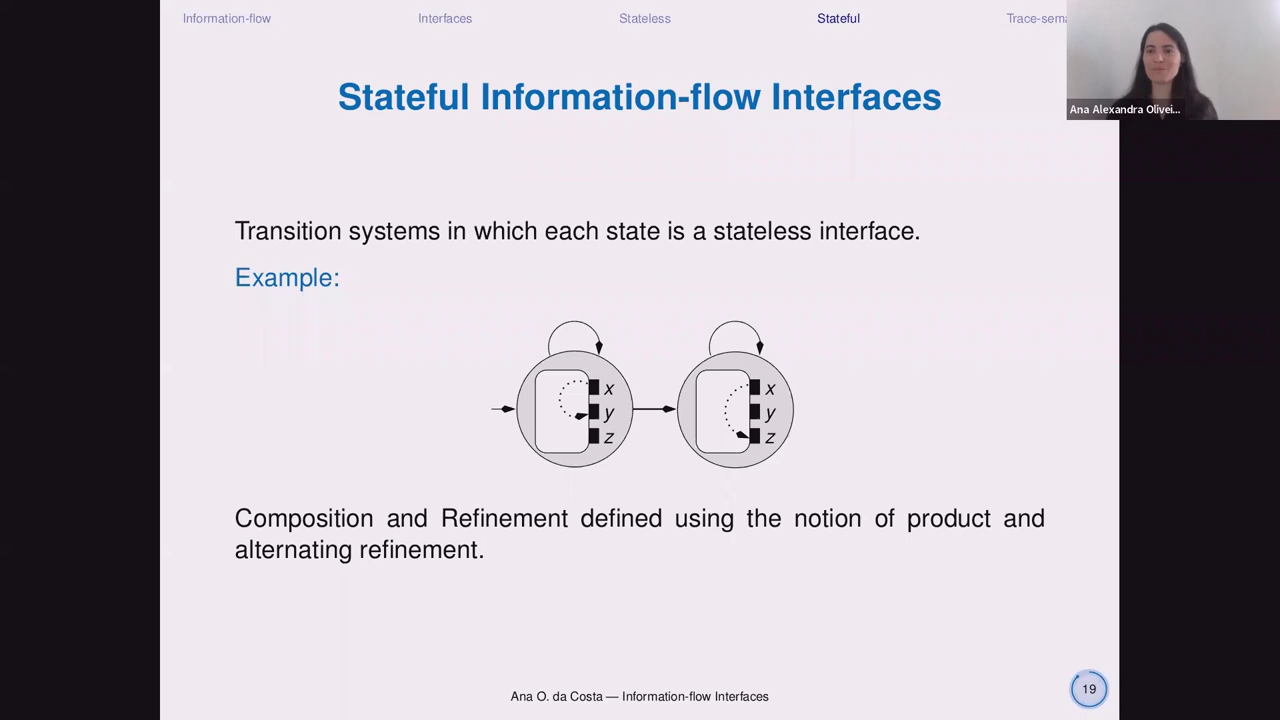 Information-flow Interfaces Stateless Stateful Trace-sema
Ana Alexandra Olivei...
Stateful Information-flow Interfaces
Transition systems in which each state is a stateless interface.
Example:
x x
y y
z z
Composition and Refinement defined using the notion of product and
alternating refinement.
Ana O. da Costa — Information-flow Interfaces
19